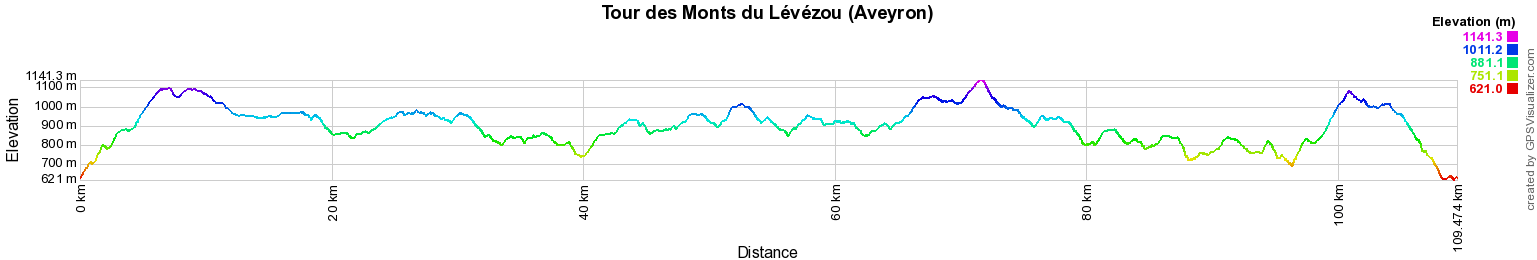 Tour des Monts du Lévézou (Aveyron)
Elevation (m)
1141.3
1011.2
881.1
751.1
621.0
1141.3 m
1100 m
1000 m
900 m
800 m
700 m
621 m
Elevation
0 km
20 km
40 km
60 km
80 km
100 km
109.474 km
Distance
created by GPSVisualizer.com